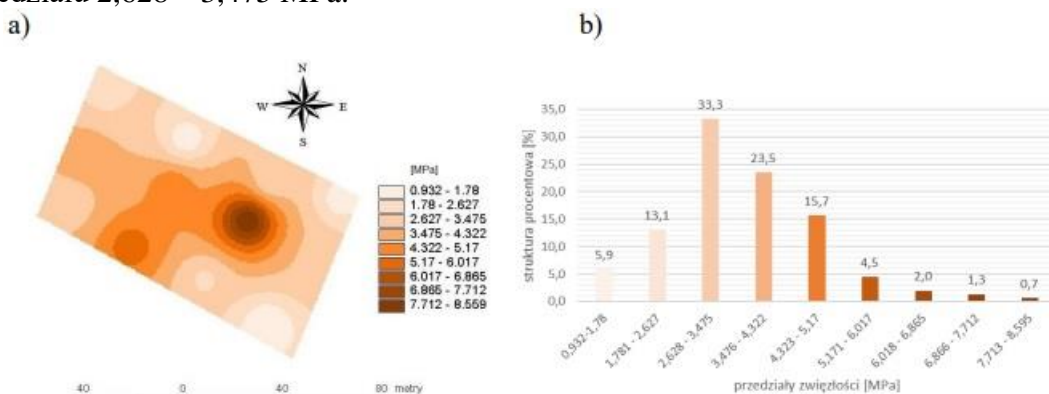 2,628 – 3,475 MPa.
a)
b)
N
W E
S
[MPa]
0.932 - 1.78
1.78 - 2.627
2.627 - 3.475
3.475 - 4.322
4.322 - 5.17
5.17 - 6.017
6.017 - 6.865
6.865 - 7.712
7.712 - 8.559
40 0 40 80 metry
struktura procentowa [%]
35,0
30,0
25,0
20,0
15,0
10,0
5,0
0,0
5,9
13,1
33,3
23,5
15,7
4,5
2,0
1,3
0,7
0,932-1,78
1,781 - 2,627
2,628 - 3,475
3,476 - 4,322
4,323 - 5,17
5,171 - 6,017
6,018 - 6,865
6,866 - 7,712
7,713 - 8,595
przedziały zwięzłości [MPa]